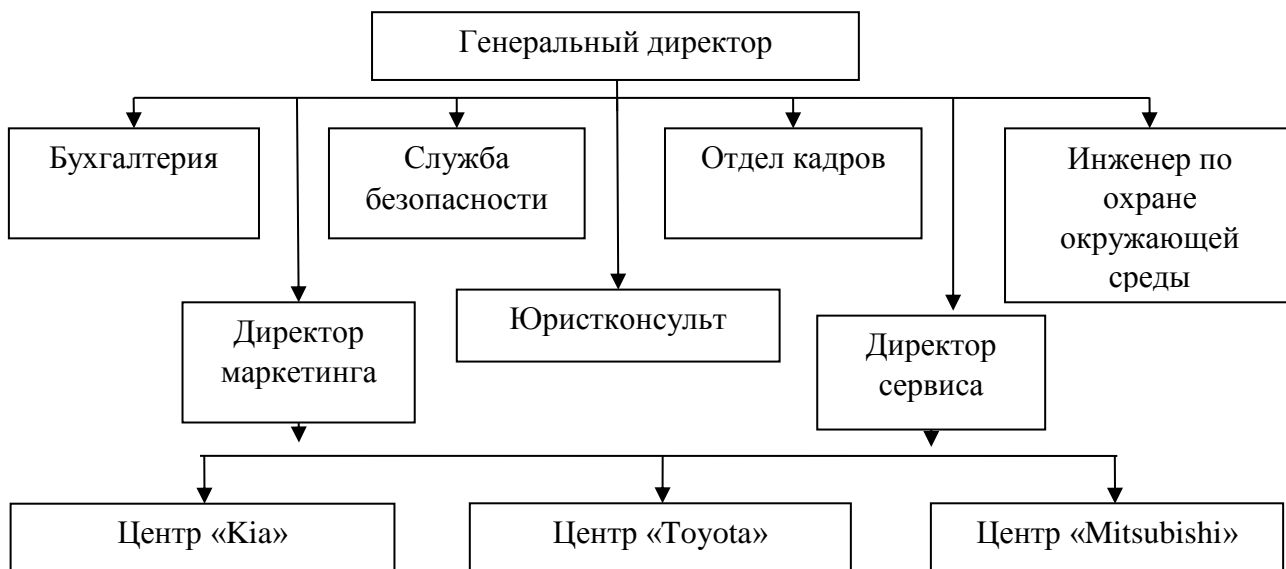 Генеральный директор
Бухгалтерия
Служба
безопасности
Отдел кадров
Инженер по
охране
окружающей
среды
Директор
маркетинга
Юристконсульт
Директор
сервиса
Центр «Kia»
Центр «Toyota»
Центр «Mitsubishi»